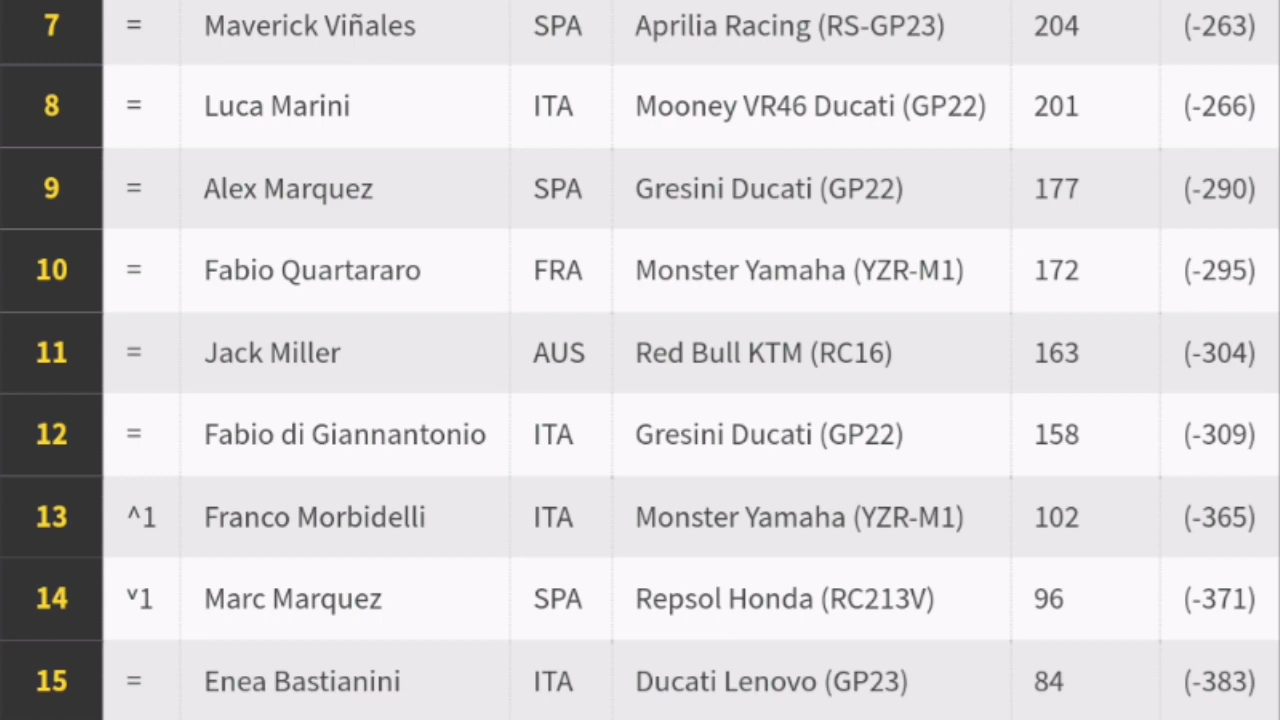 7 = Maverick Viñales SPA Aprilia Racing (RS-GP23) 204 (-263)
8 = Luca Marini ITA Mooney VR46 Ducati (GP22) 201 (-266)
9 = Alex Marquez SPA Gresini Ducati (GP22) 177 (-290)
10 = Fabio Quartararo FRA Monster Yamaha (YZR-M1) 172 (-295)
11 = Jack Miller AUS Red Bull KTM (RC16) 163 (-304)
12 = Fabio di Giannantonio ITA Gresini Ducati (GP22) 158 (-309)
13 ^1 Franco Morbidelli ITA Monster Yamaha (YZR-M1) 102 (-365)
14 ˅1 Marc Marquez SPA Repsol Honda (RC213V) 96 (-371)
15 = Enea Bastianini ITA Ducati Lenovo (GP23) 84 (-383)